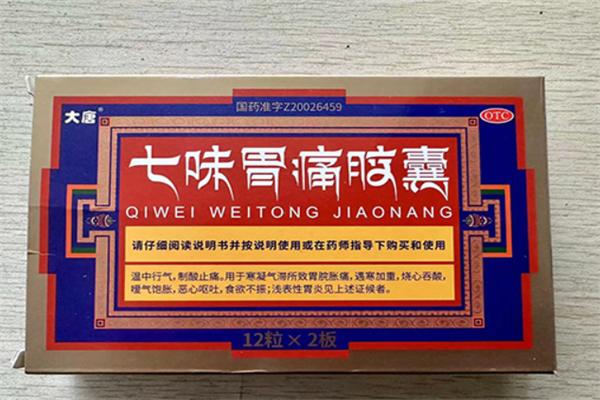 国药准字Z20026459
大唐®
OTC
七味胃痛胶囊
QIWEI WEITONG JIAONANG
请仔细阅读说明书并按说明使用或在药师指导下购买和使用
温中行气,制酸止痛。用于寒凝气滞所致胃脘胀痛,遇寒加重,烧心吞酸,
嗳气饱胀,恶心呕吐,食欲不振;浅表性胃炎见上述证候者。
12粒×2板